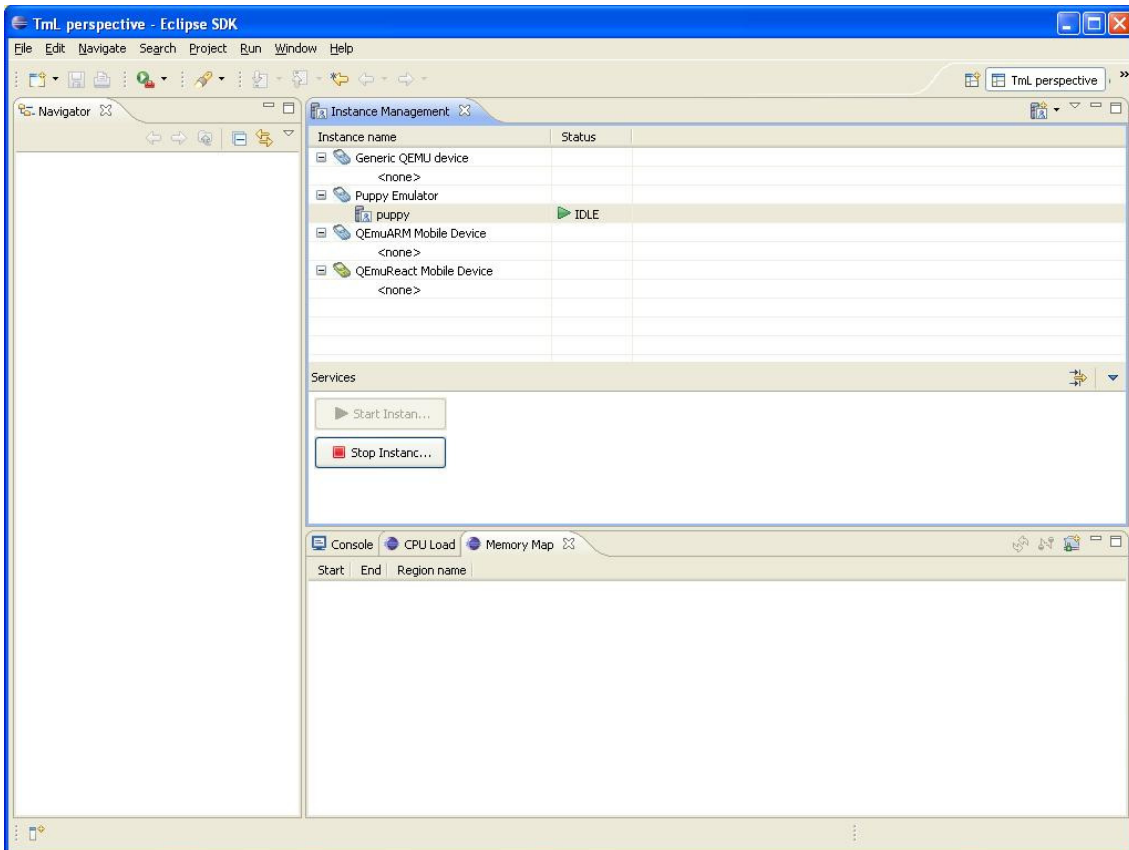 TmL perspective - Eclipse SDK
File Edit Navigate Search Project Run Window Help
TmL perspective
Navigator
Instance Management
Instance name Status
Generic QEMU device
<none>
Puppy Emulator
puppy IDLE
QEmuARM Mobile Device
<none>
QEmuReact Mobile Device
<none>
Services
Start Instan...
Stop Instanc...
Console CPU Load Memory Map
Start End Region name